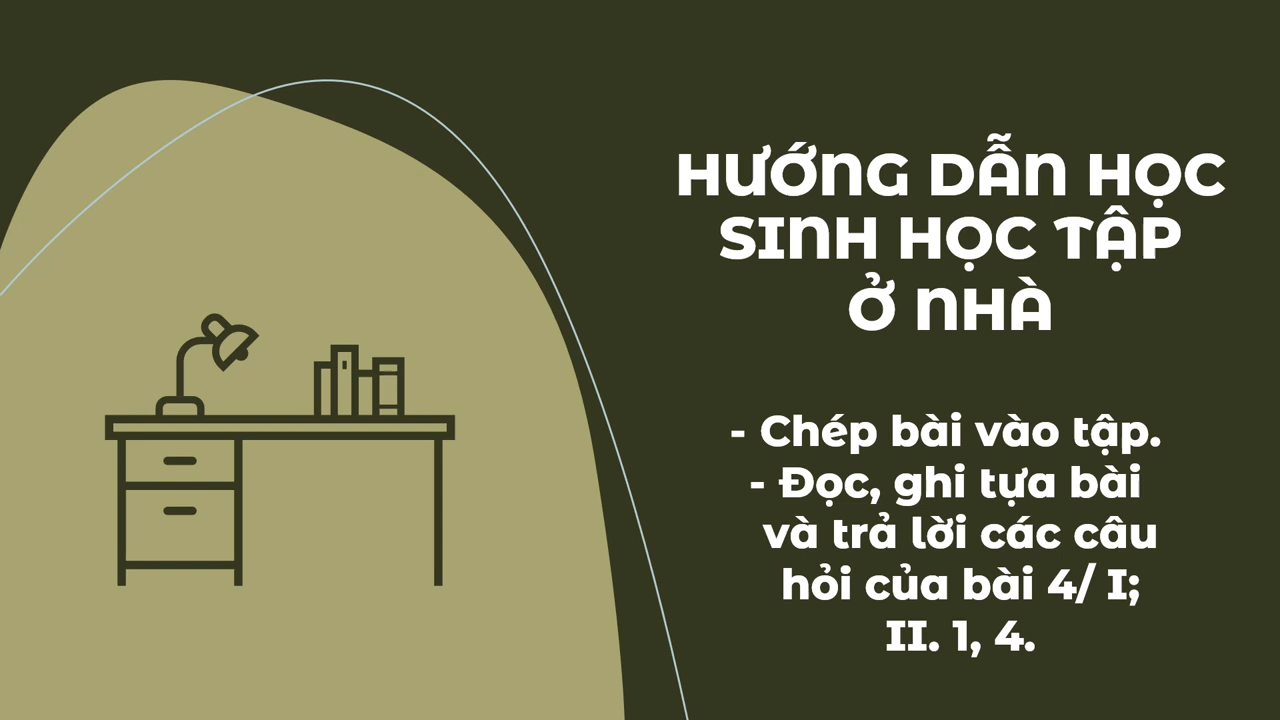 HƯỚNG DẪN HỌC
SINH HỌC TẬP
Ở NHÀ
- Chép bài vào tập.
- Đọc, ghi tựa bài
và trả lời các câu
hỏi của bài 4/ I;
II. 1, 4.